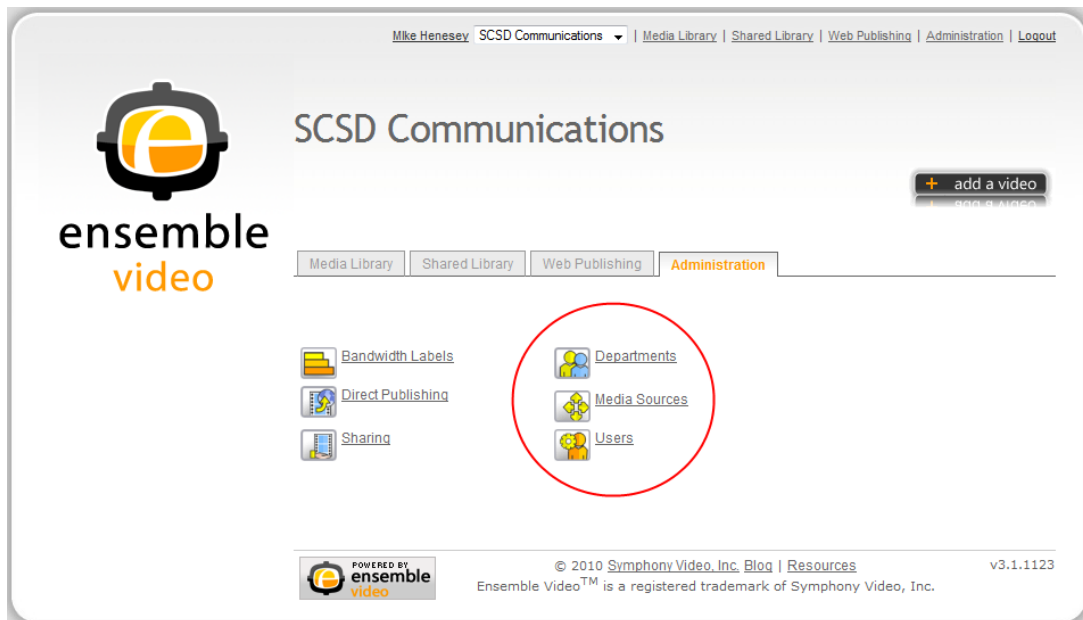 MIke Henesey SCSD Communications | Media Library | Shared Library | Web Publishing | Administration | Logout
ensemble
video
SCSD Communications
+ add a video
Media Library Shared Library Web Publishing Administration
Bandwidth Labels Departments
Direct Publishing Media Sources
Sharing Users
POWERED BY
ensemble
video
© 2010 Symphony Video, Inc. Blog | Resources v3.1.1123
Ensemble Video™ is a registered trademark of Symphony Video, Inc.